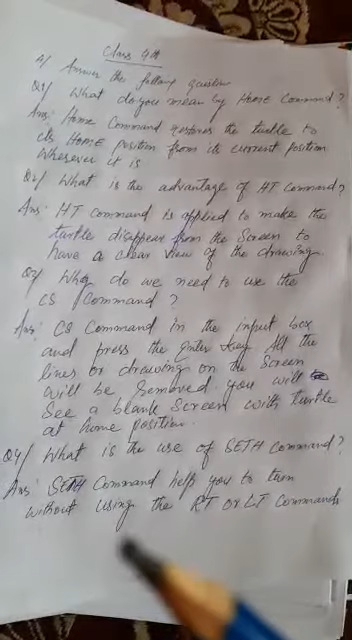 Class 4th
A/ Answer the following question
Q1/ What do you mean by Home Command?
Ans: Home Command restores the turtle to
its Home position from its current position
wherever it is
Q2/ What is the advantage of HT Command?
Ans: HT Command is applied to make the
turtle disappear from the Screen to
have a clear view of the drawing.
Q3/ Why do we need to use the
CS Command?
Ans: CS Command in the input box
and press the Enter key All the
lines or drawing on the Screen
will be removed. you will
See a blank Screen with turtle
at home position.
Q4/ What is the use of SETH Command?
Ans: SETH Command help you to turn
without using the RT or LT Commands